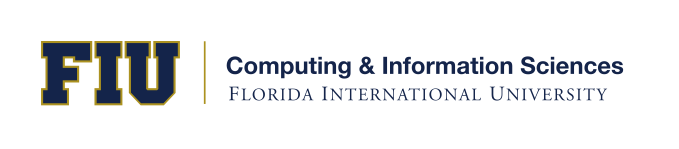 FIU
Computing & Information Sciences
FLORIDA INTERNATIONAL UNIVERSITY